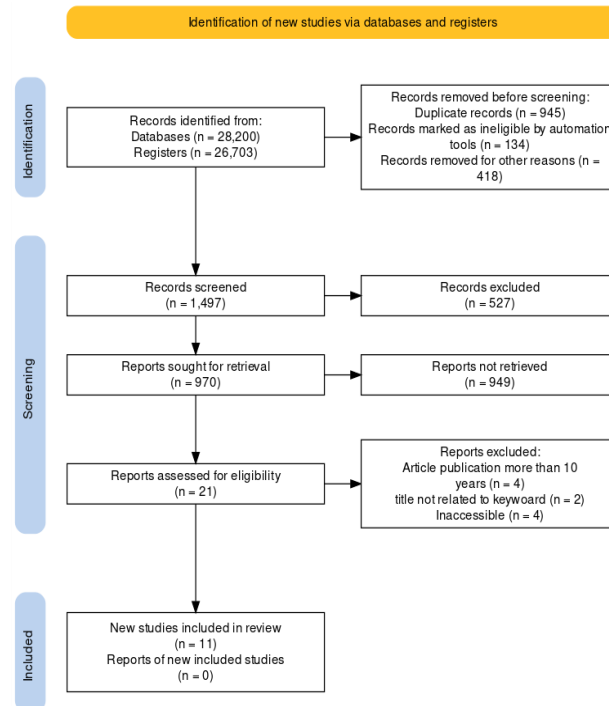 Identification of new studies via databases and registers
Identification
Records identified from:
Databases (n = 28,200)
Registers (n = 26,703)
Records removed before screening:
Duplicate records (n = 945)
Records marked as ineligible by automation
tools (n = 134)
Records removed for other reasons (n =
418)
Screening
Records screened
(n = 1,497)
Records excluded
(n = 527)
Reports sought for retrieval
(n = 970)
Reports not retrieved
(n = 949)
Reports assessed for eligibility
(n = 21)
Reports excluded:
Article publication more than 10
years (n = 4)
title not related to keywoard (n = 2)
Inaccessible (n = 4)
Included
New studies included in review
(n = 11)
Reports of new included studies
(n = 0)